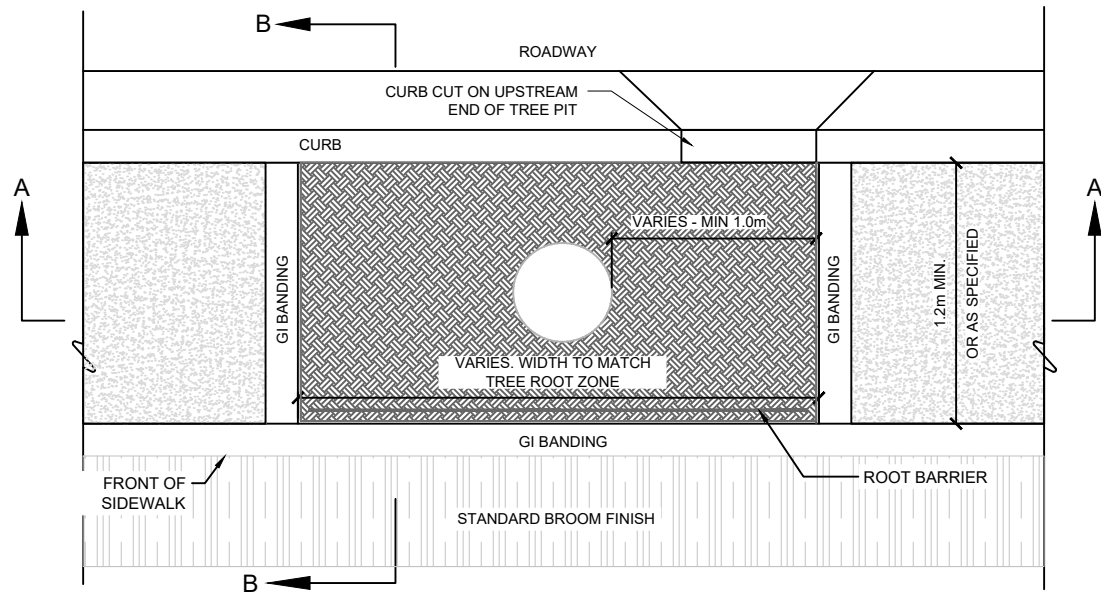 B
ROADWAY
CURB CUT ON UPSTREAM
END OF TREE PIT
CURB
A
A
VARIES - MIN 1.0m
GI BANDING
GI BANDING
1.2m MIN.
OR AS SPECIFIED
VARIES. WIDTH TO MATCH
TREE ROOT ZONE
GI BANDING
FRONT OF
SIDEWALK
ROOT BARRIER
STANDARD BROOM FINISH
B